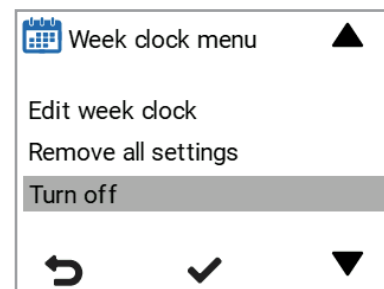 Week clock menu
Edit week clock
Remove all settings
Turn off